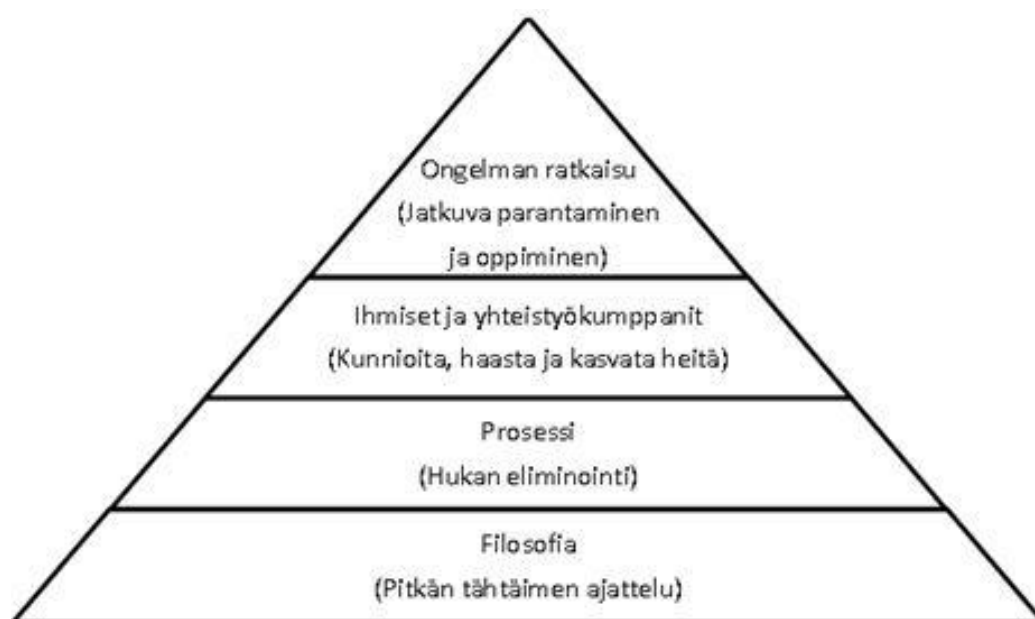 Ongelman ratkaisu
(Jatkuva parantaminen
ja oppiminen)
Ihmiset ja yhteistyökumppanit
(Kunnioita, haasta ja kasvata heitä)
Prosessi
(Hukan eliminointi)
Filosofia
(Pitkän tähtäimen ajattelu)